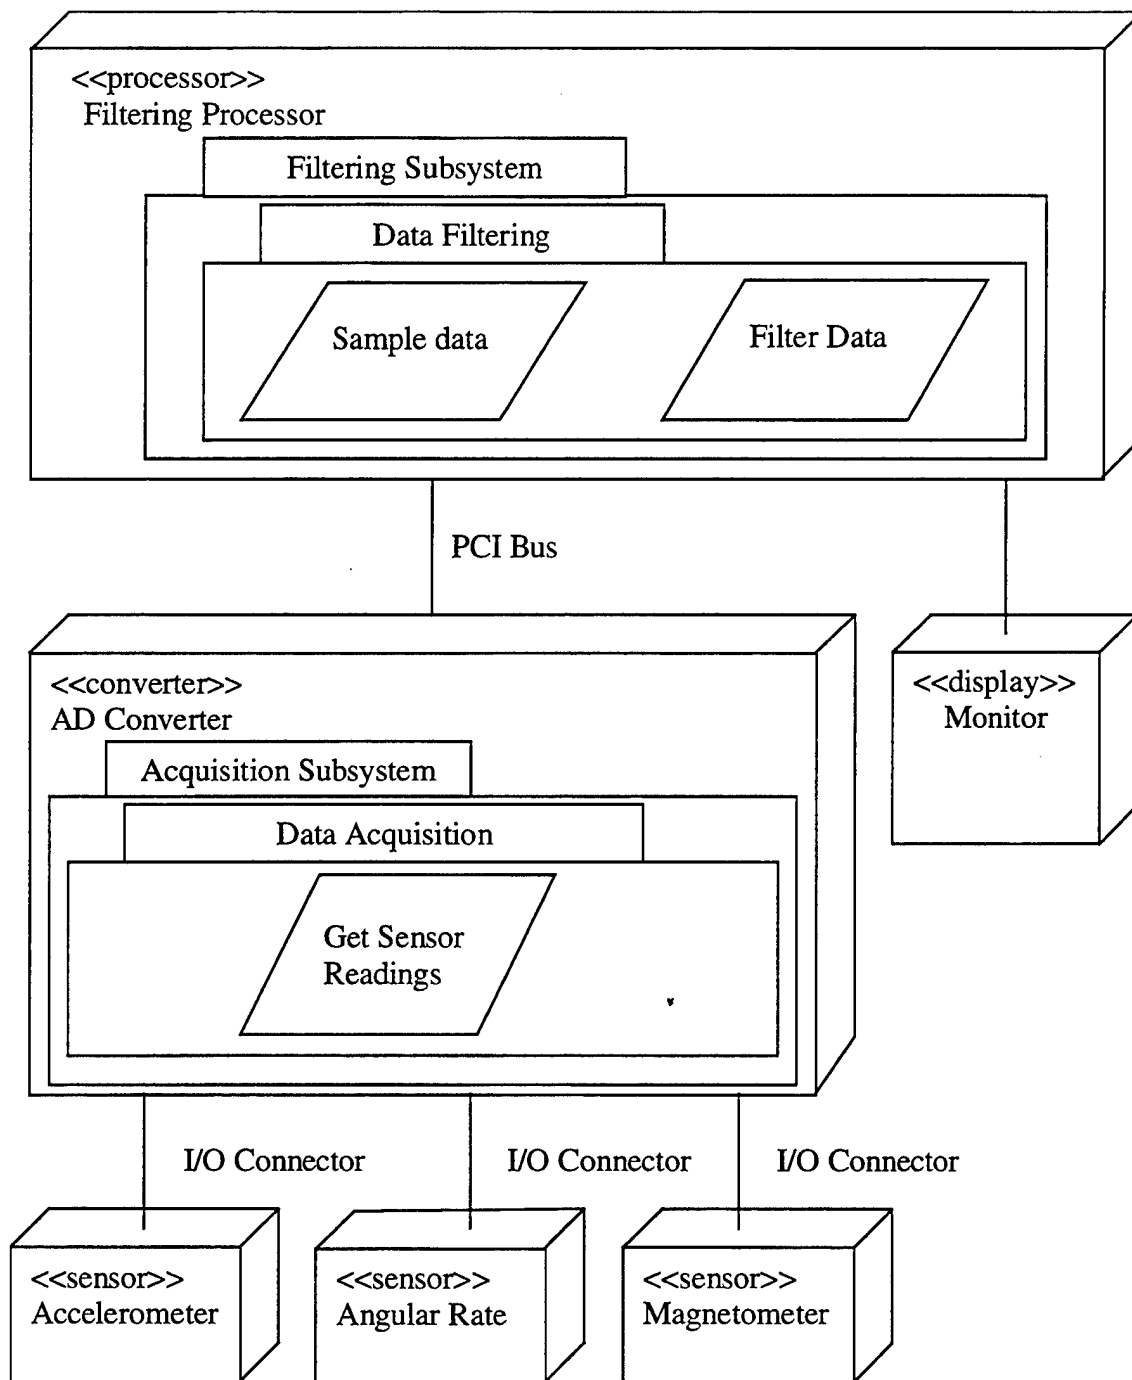 <<processor>>
Filtering Processor
Filtering Subsystem
Data Filtering
Sample data
Filter Data
PCI Bus
<<converter>>
AD Converter
Acquisition Subsystem
Data Acquisition
Get Sensor
Readings
<<display>>
Monitor
I/O Connector
I/O Connector
I/O Connector
<<sensor>>
Accelerometer
<<sensor>>
Angular Rate
<<sensor>>
Magnetometer